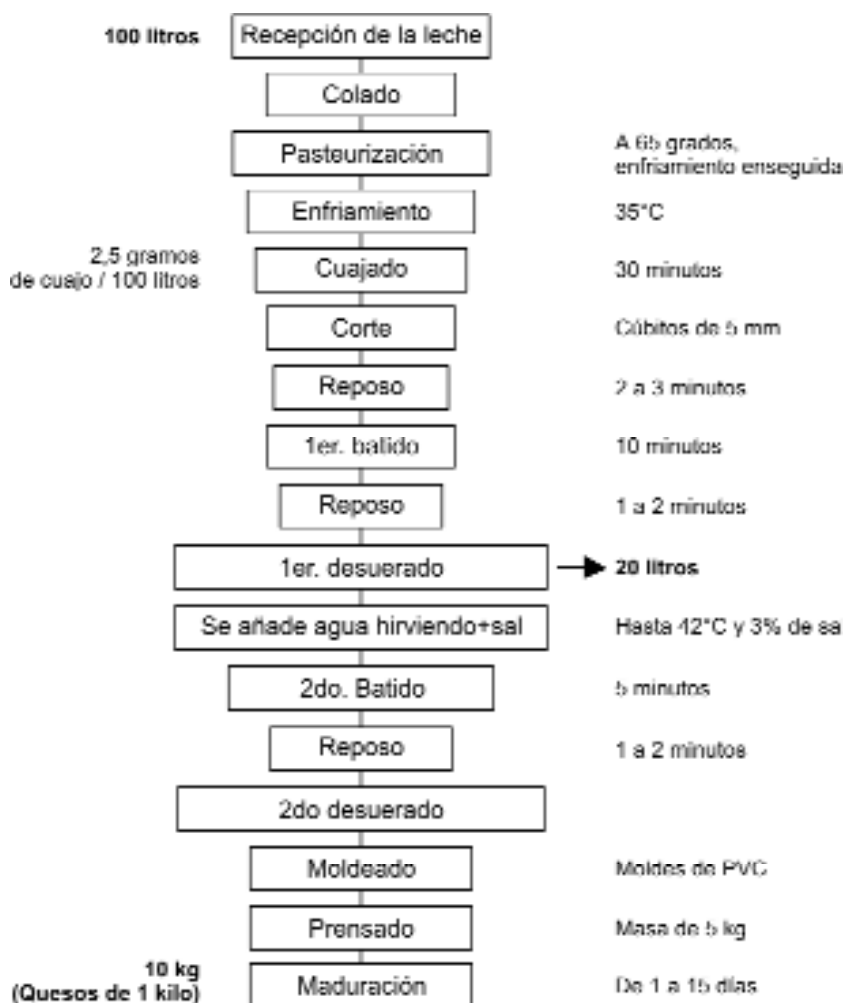 100 litros Recepción de la leche
Colado
Pasteurización A 65 grados,
enfriamiento enseguida
Enfriamiento 35°C
2,5 gramos
de cuajo / 100 litros Cuajado 30 minutos
Corte Cúbitos de 5 mm
Reposo 2 a 3 minutos
1er. batido 10 minutos
Reposo 1 a 2 minutos
1er. desuerado 20 litros
Se añade agua hirviendo+sal Hasta 42°C y 3% de sa
2do. Batido 5 minutos
Reposo 1 a 2 minutos
2do desuerado
Moldeado Moldes de PVC
Prensado Masa de 5 kg
10 kg
(Quesos de 1 kilo) Maduración De 1 a 15 días